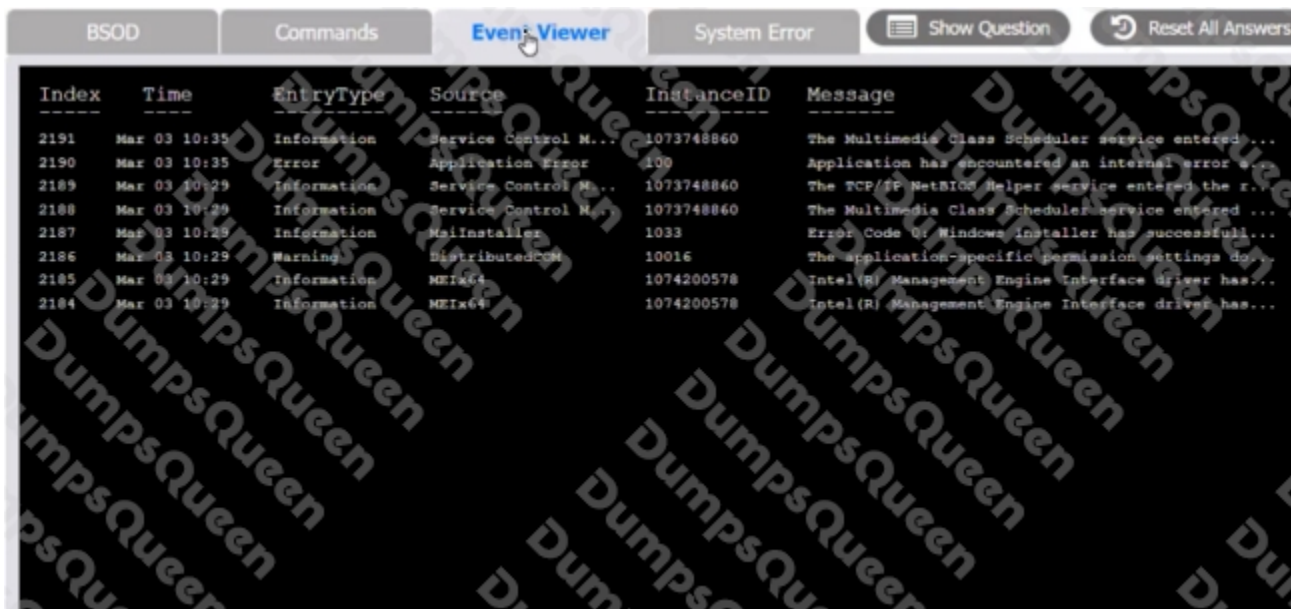 BSOD Commands Event Viewer System Error Show Question Reset All Answers
Index Time EntryType Source InstanceID Message
2191 Mar 03 10:35 Information Service Control M... 1073748860 The Multimedia Class Scheduler service entered ...
2190 Mar 03 10:35 Error Application Error 100 Application has encountered an internal error
2189 Mar 03 10:29 Information Service Control M... 1073748860 The TCP/IP NetBIOS Helper service entered the r...
2188 Mar 03 10:29 Information Service Control M... 1073748860 The Multimedia Class Scheduler service entered ...
2187 Mar 03 10:29 Information MsiInstaller 1033 Error Code 0: Windows Installer has successfull...
2186 Mar 03 10:29 Warning DistributedCOM 10016 The application-specific permission settings do...
2185 Mar 03 10:29 Information MEIx64 1074200578 Intel(R) Management Engine Interface driver has...
2184 Mar 03 10:29 Information MEIx64 1074200578 Intel(R) Management Engine Interface driver has...
DumpsQueen